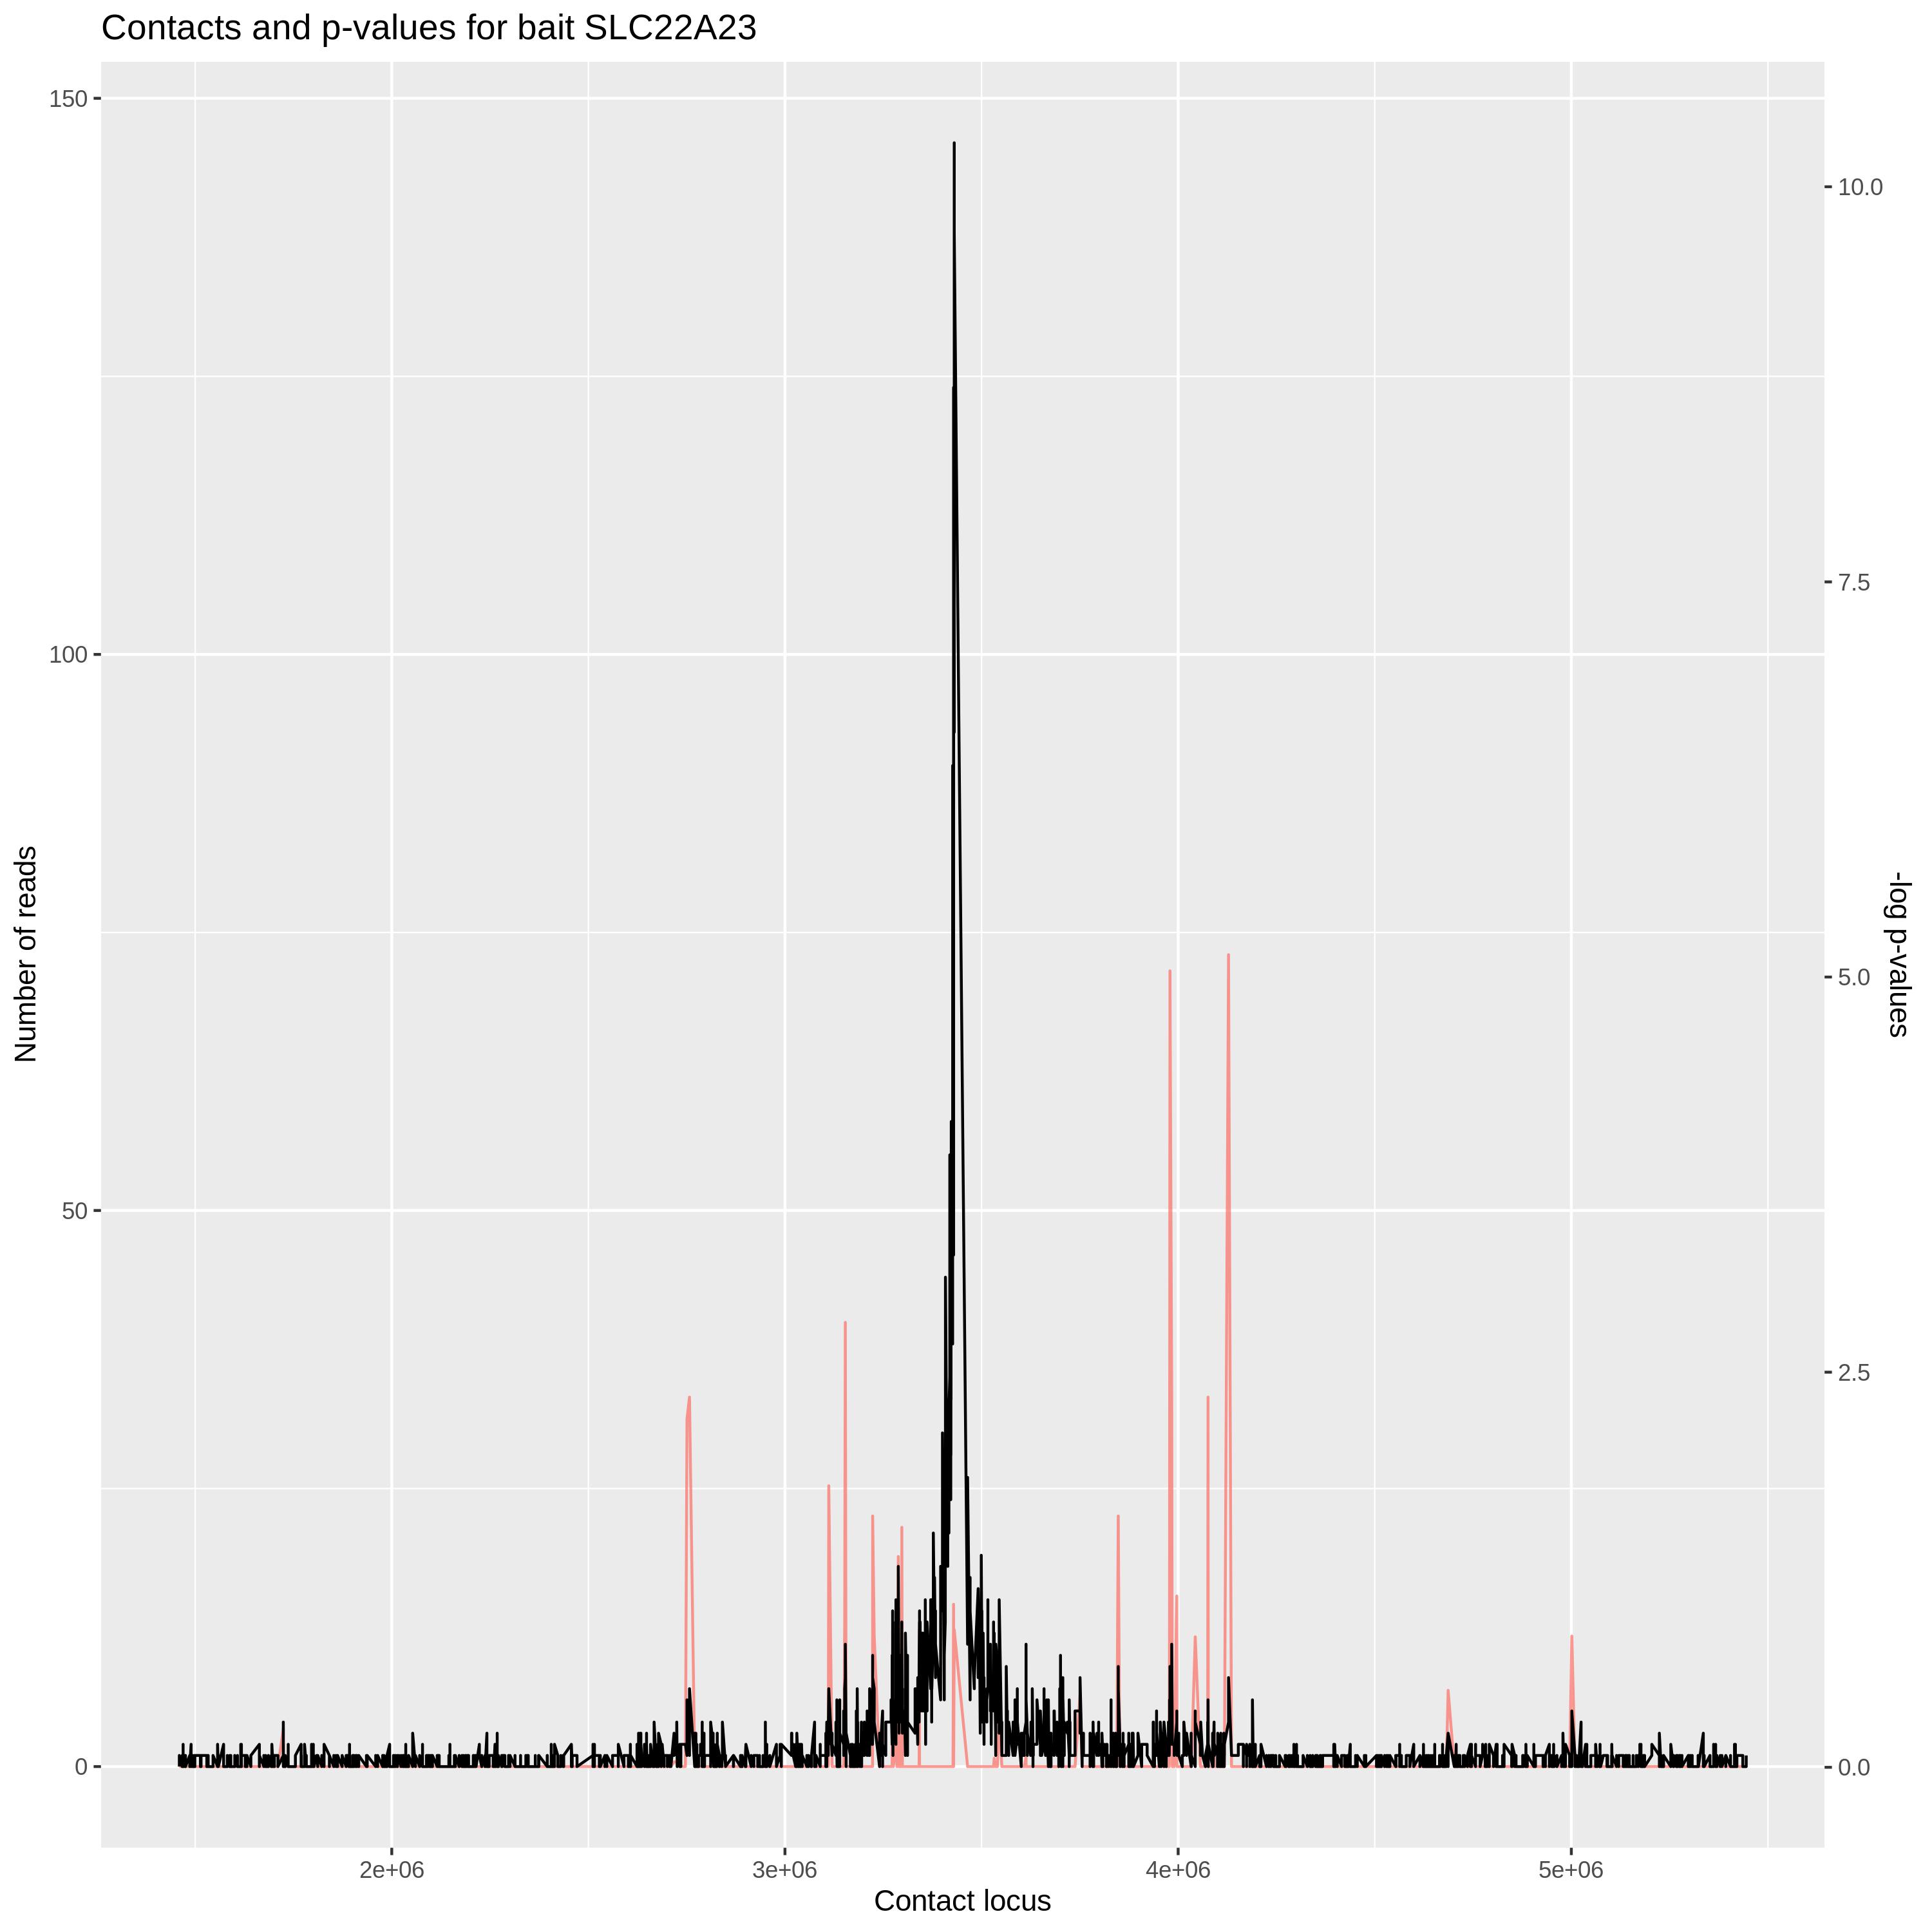 Contacts and p-values for bait SLC22A23
150
100
50
0
Number of reads
10.0
7.5
5.0
2.5
0.0
-log p-values
2e+06 3e+06 4e+06 5e+06
Contact locus